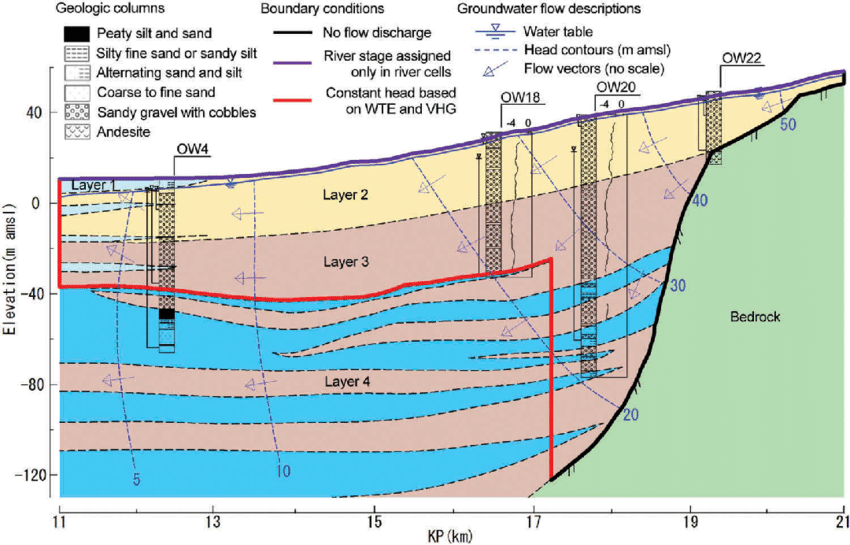 Geologic columns
Peaty silt and sand
Silty fine sand or sandy silt
Alternating sand and silt
Coarse to fine sand
Sandy gravel with cobbles
Andesite
Boundary conditions
No flow discharge
River stage assigned
only in river cells
Constant head based
on WTE and VHG
Groundwater flow descriptions
Water table
Head contours (m amsl)
Flow vectors (no scale)
OW22
OW18
OW20
-4 0
-4 0
OW4
Layer 1
Layer 2
Layer 3
Layer 4
Bedrock
50
40
30
20
10
5
Elevation(m amsl)
40
0
-40
-80
-120
11
13
15
17
19
21
KP(km)